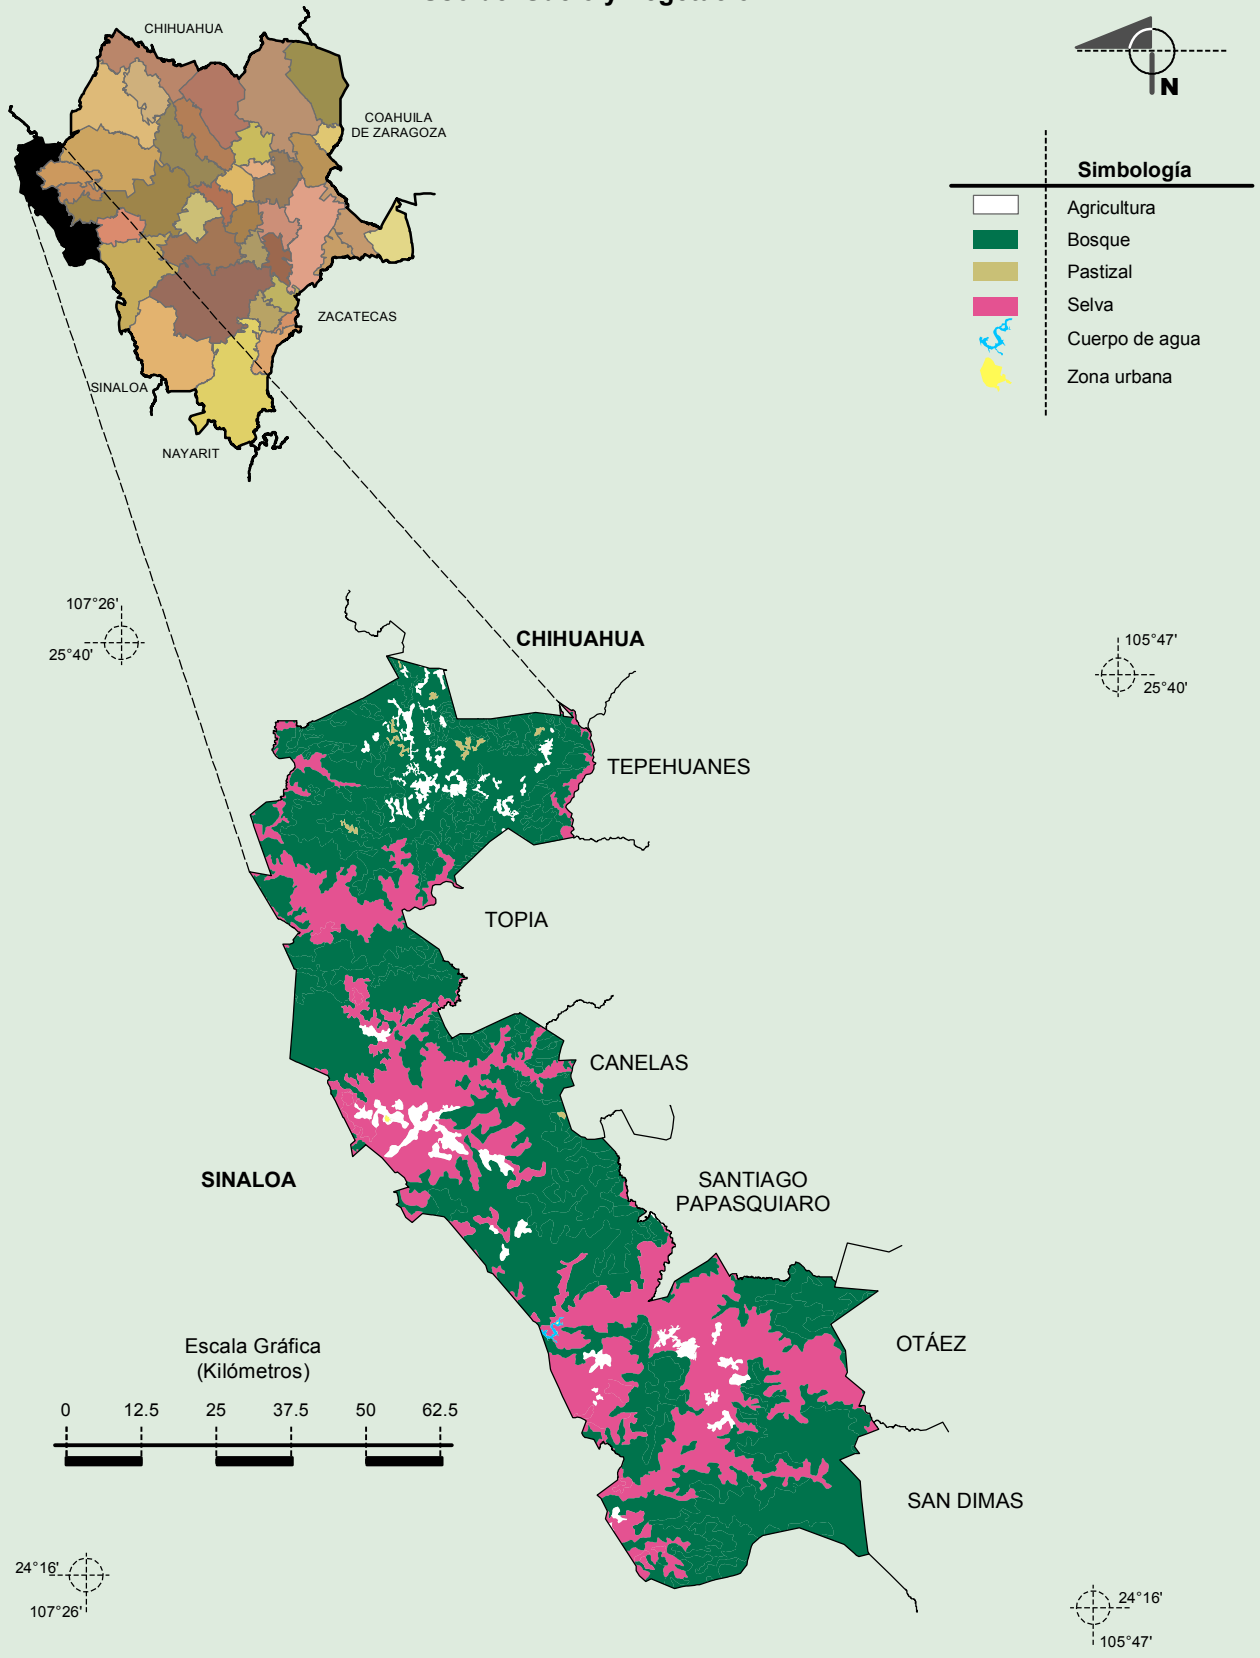 CHIHUAHUA
COAHUILA
DE ZARAGOZA
ZACATECAS
SINALOA
NAYARIT
N
Simbología
Agricultura
Bosque
Pastizal
Selva
Cuerpo de agua
Zona urbana
107°26'
25°40'
105°47'
25°40'
CHIHUAHUA
TEPEHUANES
TOPIA
CANELAS
SINALOA
SANTIAGO
PAPASQUIARO
OTÁEZ
SAN DIMAS
Escala Gráfica
(Kilómetros)
0 12.5 25 37.5 50 62.5
24°16'
107°26'
24°16'
105°47'